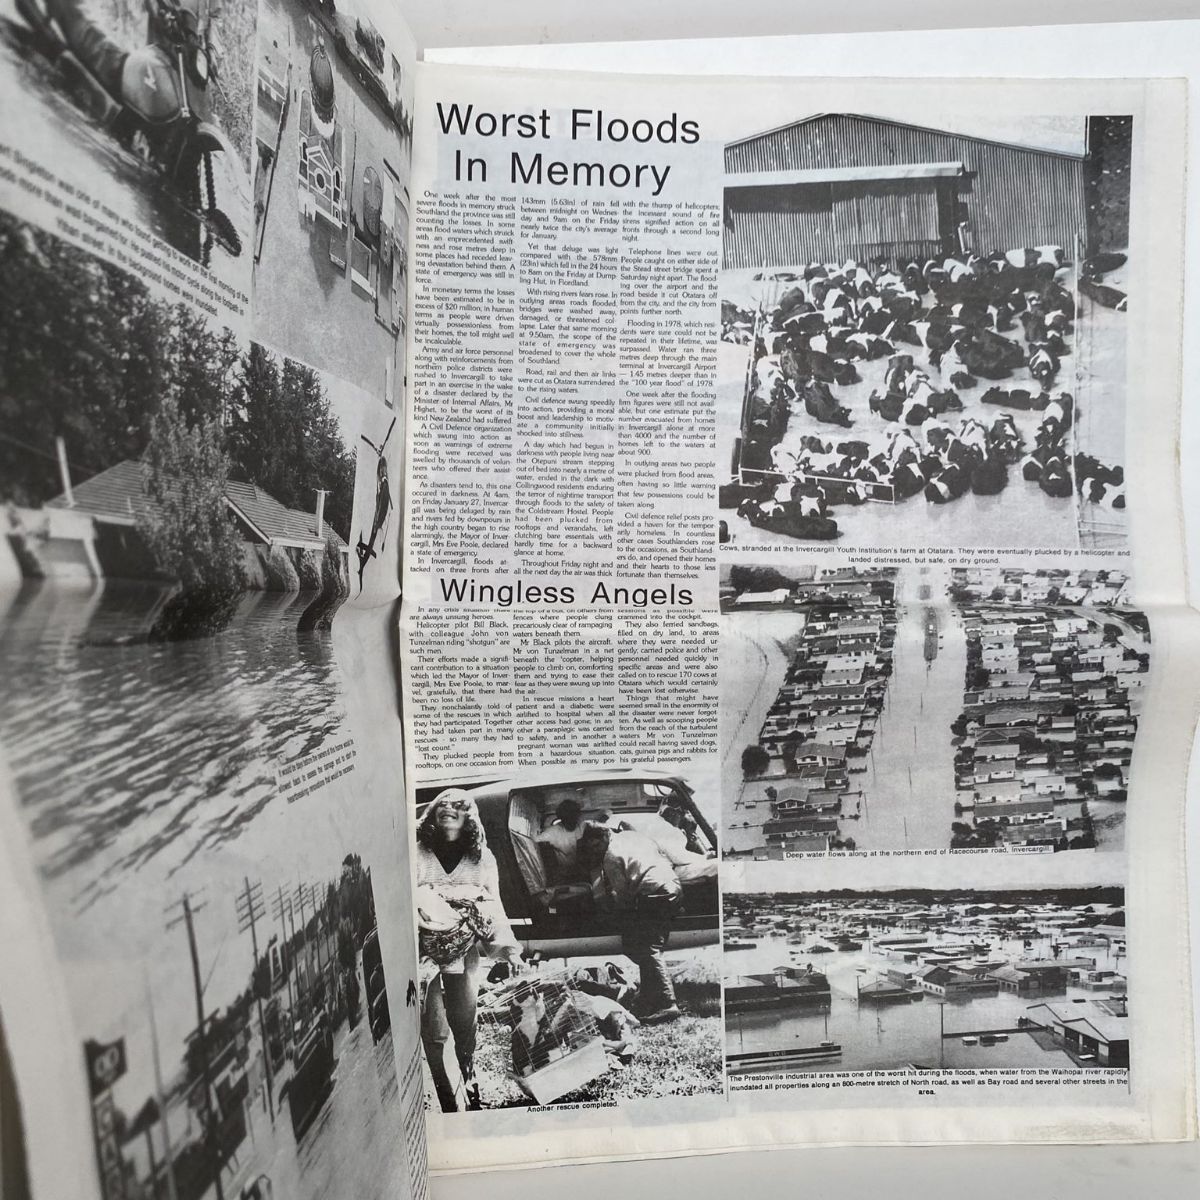 Worst Floods
In Memory
One week after the most
severe floods in memory struck
Southland the province was still
counting the losses. In some
areas flood waters which struck
with an enprecedented swift-
ness and rose metres deep in
some places had receded leav-
ing devastation behind them. A
state of emergency was still in
force.
In monetary terms the losses
have been estimated to be in
excess of $20 million, in human
terms as people were driven
virtually possessionless from
their homes, the toll might well
be incalculable.
Army and air force personnel
along with reinforcements from
northern police districts were
rushed to Invercargill to take
part in an exercise in the wake
of a disaster declared by the
Minister of Internal Affairs, Mr
Highet, to be the worst of its
kind New Zealand had suffered.
A Civil Defence organization
which swung into action as
soon as warnings of extreme
flooding were received was
swelled by thousands of volun-
teers who offered their assist-
ance.
As disasters tend to, this one
occured in darkness. At 4am,
on Friday January 27, Invercar-
gill was being deluged by rain
and rivers fed by downpours in
the high country began to rise
alarmingly, the Mayor of Inver-
cargill, Mrs Eve Poole, declared
a state of emergency.
In Invercargill, floods at-
tacked on three fronts after
143mm (5.63in) of rain fell
between midnight on Wednes-
day and 9am on the Friday
nearly twice the city's average
for January.
Yet that deluge was light
compared with the 578mm
(23in) which fell in the 24 hours
to 8am on the Friday at Dump
ling Hut, in Fiordland.
With rising rivers fears rose. In
outlying areas roads flooded,
bridges were washed away,
damaged, or threatened col-
lapse. Later that same morning
at 9.50am, the scope of the
state of emergency was
broadened to cover the whole
of Southland.
Road, rail and then air links
were cut as Otatara surrendered
to the rising waters.
Civil defence swung speedily
into action, providing a moral
boost and leadership to motiv-
ate a community initially
shocked into stillness.
A day which had begun in
darkness with people living near
the Otepuni stream stepping
out of bed into nearly a metre of
water, ended in the dark with
Collingwood residents enduring
the terror of nightime transport
through floods to the safety of
the Coldstream Hostel. People
had been plucked from
rooftops and verandahs, left
clutching bare essentials with
hardly time for a backward
glance at home.
Throughout Friday night and
all the next day the air was thick
with the thump of helicopters,
the incessant sound of fire
sirens signified action on all
fronts through a second long
night.
Telephone lines were out.
People caught on either side of
the Stead street bridge spent a
Saturday night apart. The flood
ing over the airport and the
road beside it cut Otatara off
from the city, and the city from
points further north.
Flooding in 1978, which resi-
dents were sure could not be
repeated in their lifetime, was
surpassed. Water ran three
metres deep through the main
terminal at Invercargill Airport
— 1.45 metres deeper than in
the "100 year flood" of 1978.
One week after the flooding
firm figures were still not avail-
able, but one estimate put the
number evacuated from homes
in Invercargill alone at more
than 4000 and the number of
homes left to the waters at
about 900.
In outlying areas two people
were plucked from flood areas,
often having so little warning
that few possessions could be
taken along.
Civil defence relief posts pro-
vided a haven for the tempor-
arily homeless. In countless
other cases Southlanders rose
to the occasions, as Southland-
ers do, and opened their homes
and their hearts to those less
fortunate than themselves.
Cows, stranded at the Invercargill Youth Institution's farm at Otatara. They were eventually plucked by a helicopter and
landed distressed, but safe, on dry ground.
Wingless Angels
In any crisis situation there
are always unsung heroes.
Helicopter pilot Bill Black,
with colleague John von
Tunzelman riding "shotgun" are
such men.
Their efforts made a signifi-
cant contribution to a situation
which led the Mayor of Inver-
cargill, Mrs Eve Poole, to mar-
vel, gratefully, that there had
been no loss of life.
They nonchalantly told of
some of the rescues in which
they had participated. Together
they had taken part in many
rescues - so many they had
"lost count."
They plucked people from
rooftops, on one occasion from
the top of a bus, on others from
fences where people clung
precariously clear of rampaging
waters beneath them.
Mr Black pilots the aircraft,
Mr von Tunzelman in a net
beneath the 'copter, helping
people to climb on, comforting
them and trying to ease their
fear as they were swung up into
the air.
In rescue missions a heart
patient and a diabetic were
airlifted to hospital when all
other access had gone; in an-
other a paraplegic was carried
to safety, and in another a
pregnant woman was airlifted
from a hazardous situation.
When possible as many pos
sessions as possible were
crammed into the cockpit.
They also ferried sandbags,
filled on dry land, to areas
where they were needed ur
gently; carried police and other
personnel needed quickly in
specific areas and were also
called on to rescue 170 cows at
Otatara which would certainly
have been lost otherwise.
Things that might have
seemed small in the enormity of
the disaster were never forgot-
ten. As well as scooping people
from the reach of the turbulent
waters Mr von Tunzelman
could recall having saved dogs,
cats, guinea pigs and rabbits for
his grateful passengers.
Deep water flows along at the northern end of Racecourse road, Invercargill.
Another rescue completed.
The Prestonville industrial area was one of the worst hit during the floods, when water from the Waihopai river rapidly
inundated all properties along an 800-metre stretch of North road, as well as Bay road and several other streets in the
area.
It would be days before the owners of this home would be
allowed back to assess the damage and to start the
heartbreaking renovations that would be necessary.